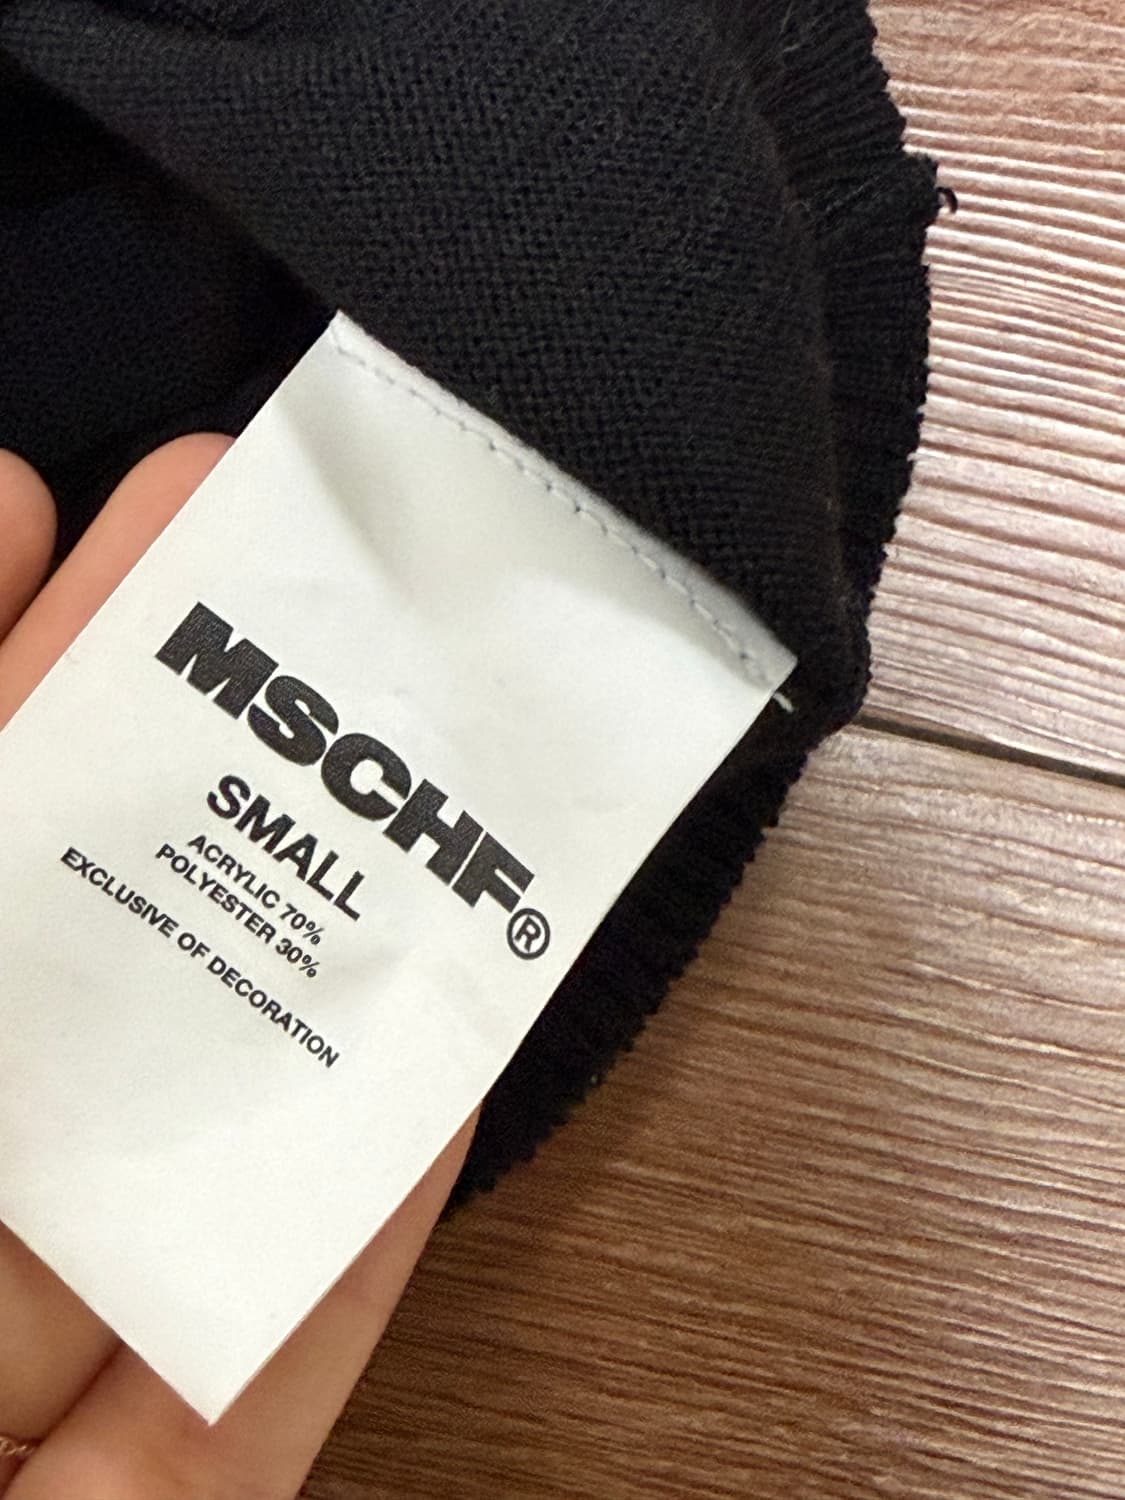 MSCHF®
SMALL
ACRYLIC 70%
POLYESTER 30%
EXCLUSIVE OF DECORATION